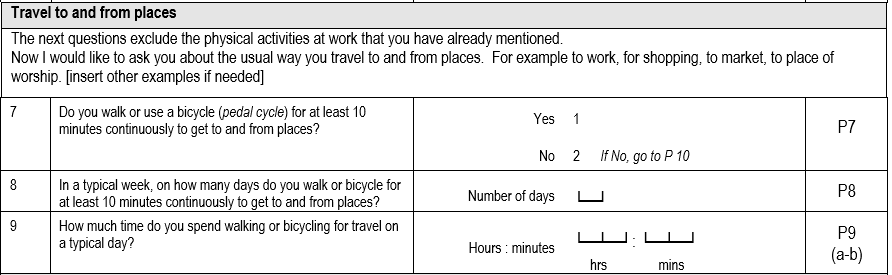 Travel to and from places
The next questions exclude the physical activities at work that you have already mentioned.
Now I would like to ask you about the usual way you travel to and from places. For example to work, for shopping, to market, to place of
worship. [insert other examples if needed]
7
Do you walk or use a bicycle (pedal cycle) for at least 10
minutes continuously to get to and from places?
Yes 1
No 2 If No, go to P 10
P7
8
In a typical week, on how many days do you walk or bicycle for
at least 10 minutes continuously to get to and from places?
Number of days
P8
9
How much time do you spend walking or bicycling for travel on
a typical day?
Hours : minutes
:
hrs mins
P9
(a-b)